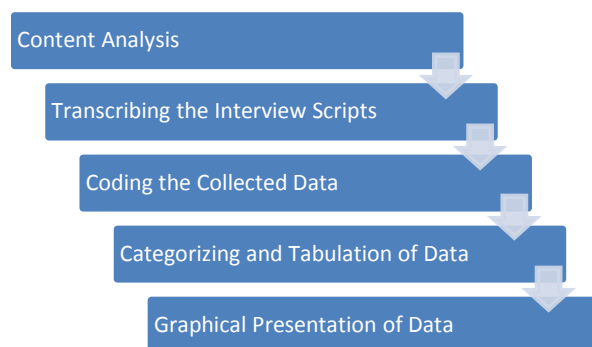 Content Analysis
Transcribing the Interview Scripts
Coding the Collected Data
Categorizing and Tabulation of Data
Graphical Presentation of Data